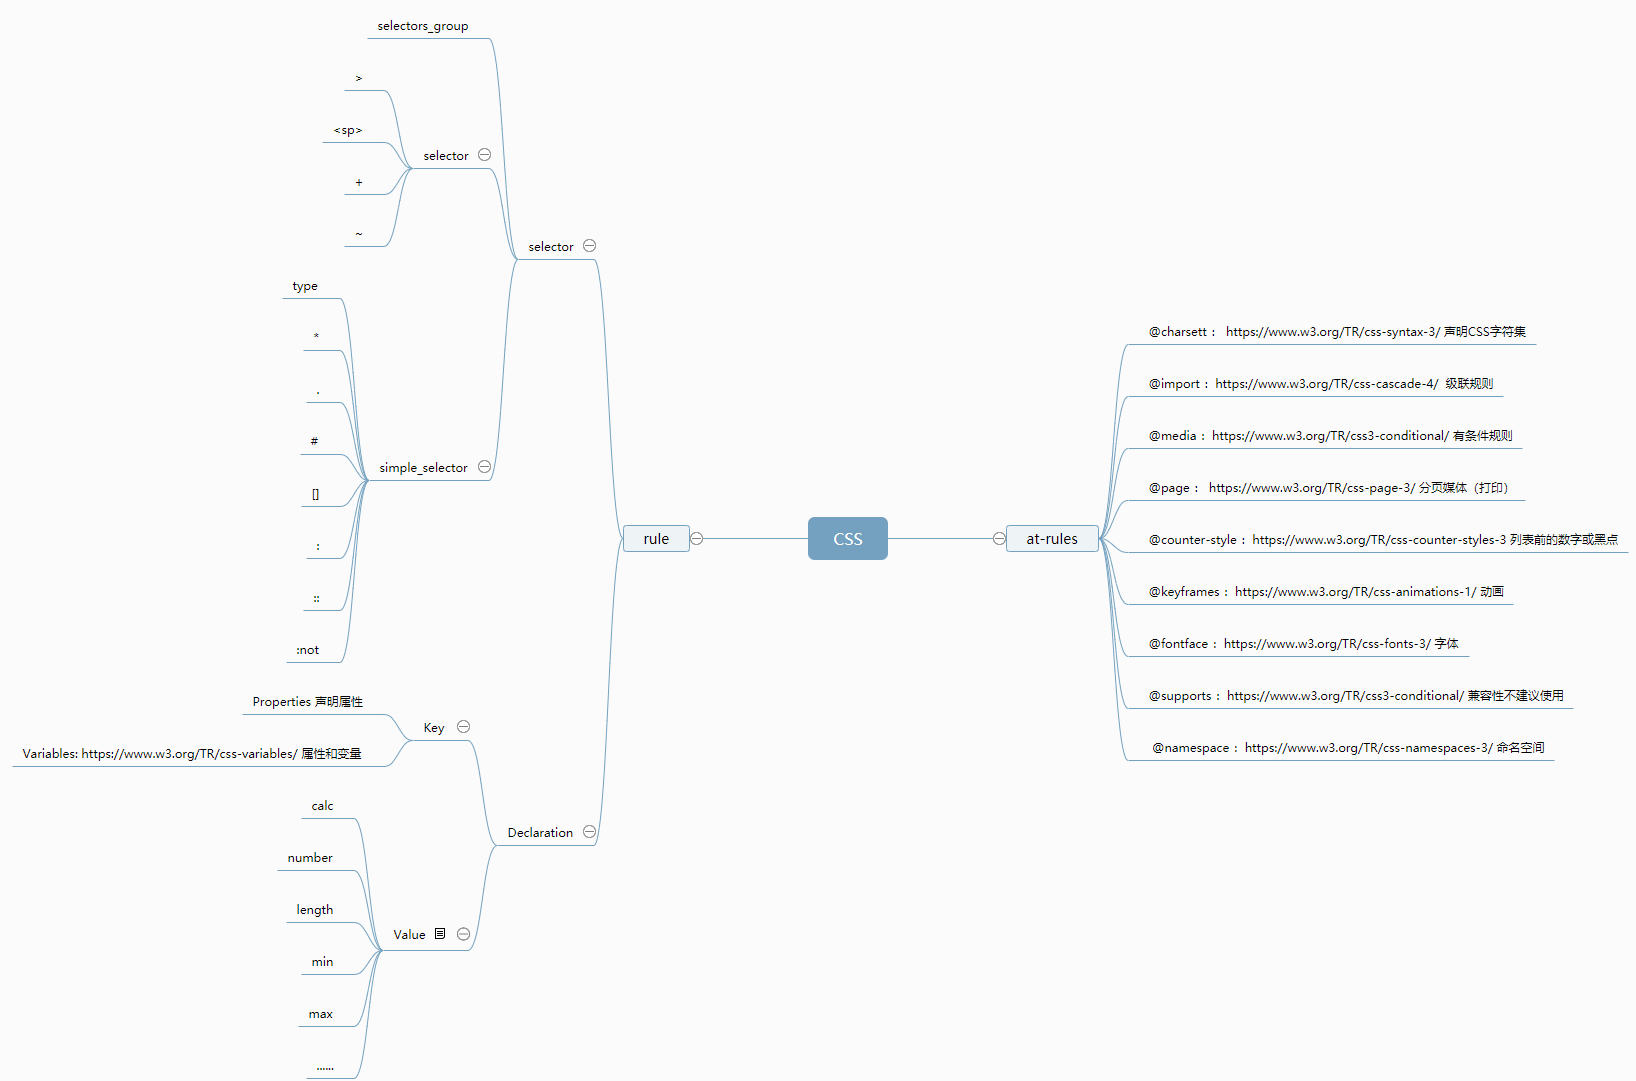 selectors_group
>
<sp>
selector
+
~
selector
type
*
.
#
simple_selector
[]
:
::
:not
rule
Properties 声明属性
Key
Variables: https://www.w3.org/TR/css-variables/ 属性和变量
calc
number
Declaration
length
Value
min
max
......
CSS
at-rules
@charsett： https://www.w3.org/TR/css-syntax-3/ 声明CSS字符集
@import：https://www.w3.org/TR/css-cascade-4/ 级联规则
@media：https://www.w3.org/TR/css3-conditional/ 有条件规则
@page： https://www.w3.org/TR/css-page-3/ 分页媒体（打印）
@counter-style：https://www.w3.org/TR/css-counter-styles-3 列表前的数字或黑点
@keyframes：https://www.w3.org/TR/css-animations-1/ 动画
@fontface：https://www.w3.org/TR/css-fonts-3/ 字体
@supports：https://www.w3.org/TR/css3-conditional/ 兼容性不建议使用
@namespace：https://www.w3.org/TR/css-namespaces-3/ 命名空间